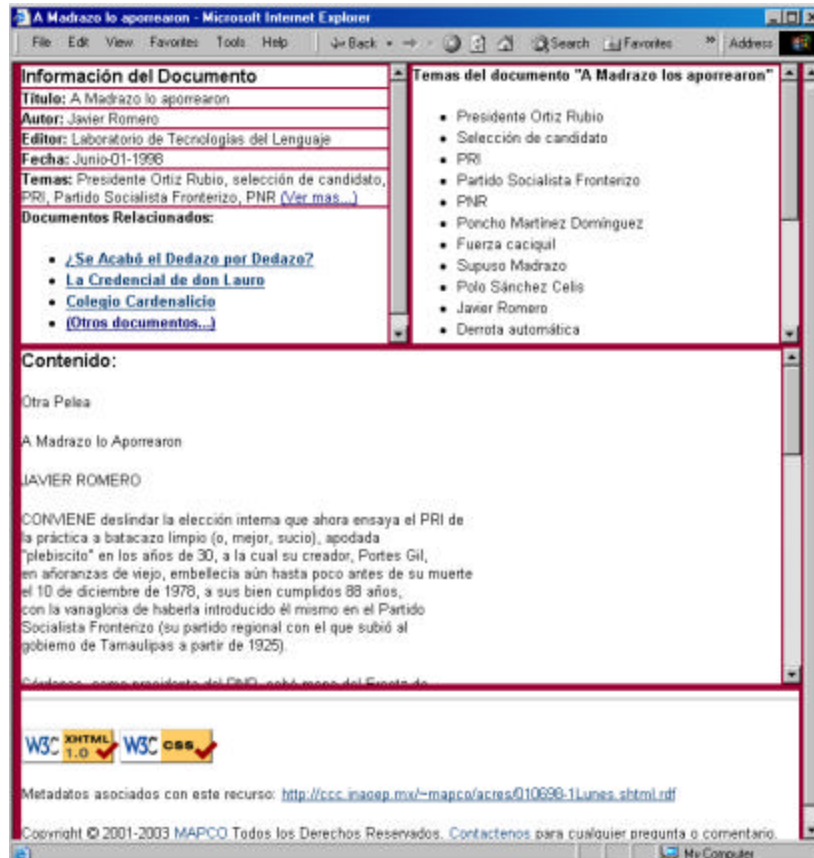 A Madrazo lo aporrearon - Microsoft Internet Explorer
File Edit View Favorites Tools Help Back Search Favorites » Address
Información del Documento
Título: A Madrazo lo aporrearon
Autor: Javier Romero
Editor: Laboratorio de Tecnologías del Lenguaje
Fecha: Junio-01-1998
Temas: Presidente Ortiz Rubio, selección de candidato,
PRI, Partido Socialista Fronterizo, PNR (Ver mas...)
Documentos Relacionados:
• ¿Se Acabó el Dedazo por Dedazo?
• La Credencial de don Lauro
• Colegio Cardenalicio
• (Otros documentos...)
Temas del documento "A Madrazo los aporrearon"
• Presidente Ortiz Rubio
• Selección de candidato
• PRI
• Partido Socialista Fronterizo
• PNR
• Poncho Martínez Domínguez
• Fuerza caciquil
• Supuso Madrazo
• Polo Sánchez Celis
• Javier Romero
• Derrota automática
Contenido:
Otra Pelea
A Madrazo lo Aporrearon
JAVIER ROMERO
CONVIENE deslindar la elección interna que ahora ensaya el PRI de
la práctica a batacazo limpio (o, mejor, sucio), apodada
"plebiscito" en los años de 30, a la cual su creador, Portes Gil,
en añoranzas de viejo, embellecía aún hasta poco antes de su muerte
el 10 de diciembre de 1978, a sus bien cumplidos 88 años,
con la vanagloria de haberla introducido él mismo en el Partido
Socialista Fronterizo (su partido regional con el que subió al
gobierno de Tamaulipas a partir de 1925).
Cárdenas, como presidente del PNR, echó mano del Frente de
W3C XHTML 1.0 W3C css
Metadatos asociados con este recurso: http://ccc.inaoep.mx/~mapco/acres/010698-1Lunes.shtml.rdf
Copyright © 2001-2003 MAPCO Todos los Derechos Reservados. Contactenos para cualquier pregunta o comentario.
My Computer